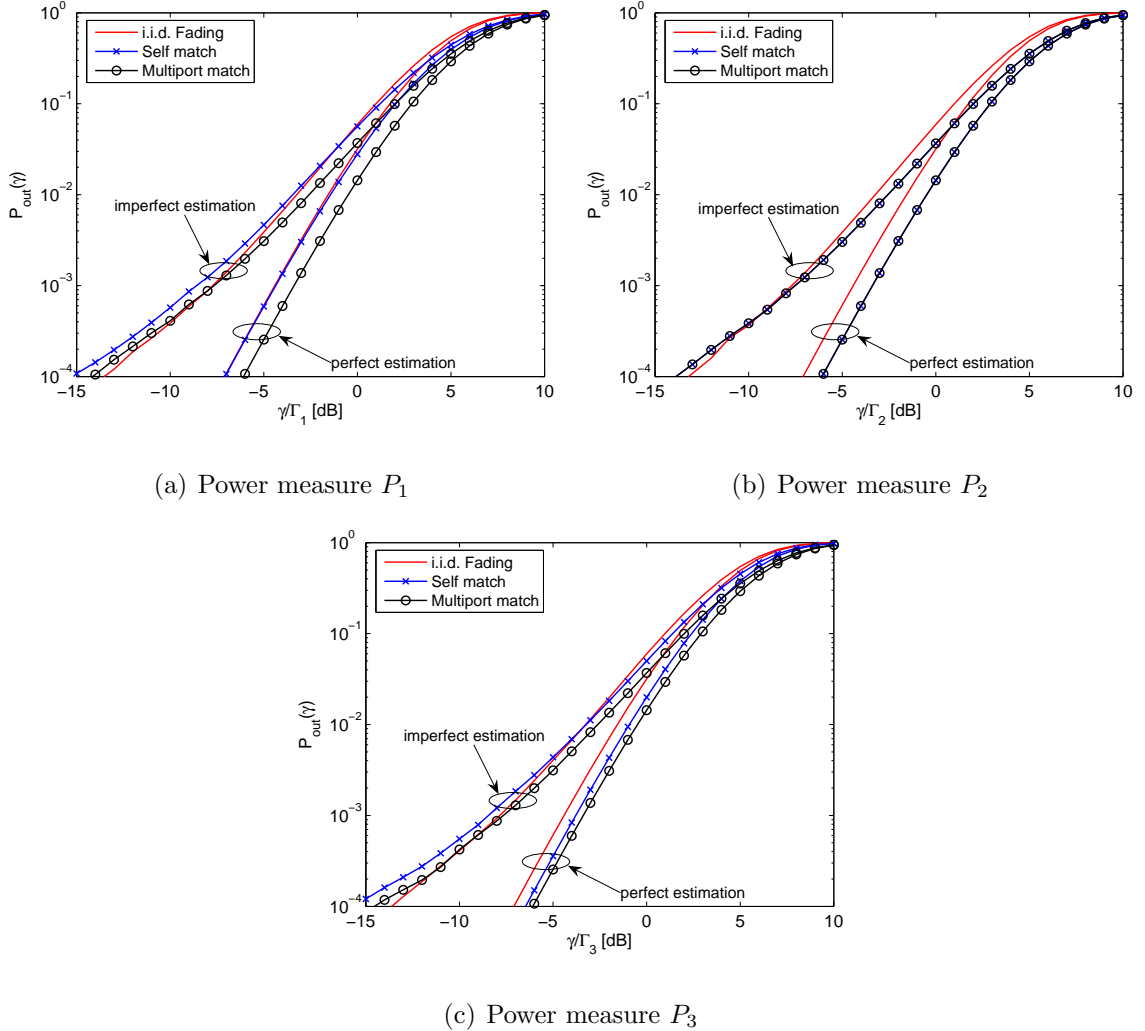 i.i.d. Fading
Self match
Multiport match
P_out(γ)
10^0
10^-1
10^-2
10^-3
10^-4
imperfect estimation
perfect estimation
−15 −10 −5 0 5 10
γ/Γ_1 [dB]
(a) Power measure P_1
i.i.d. Fading
Self match
Multiport match
P_out(γ)
10^0
10^-1
10^-2
10^-3
10^-4
imperfect estimation
perfect estimation
−15 −10 −5 0 5 10
γ/Γ_2 [dB]
(b) Power measure P_2
i.i.d. Fading
Self match
Multiport match
P_out(γ)
10^0
10^-1
10^-2
10^-3
10^-4
imperfect estimation
perfect estimation
−15 −10 −5 0 5 10
γ/Γ_3 [dB]
(c) Power measure P_3